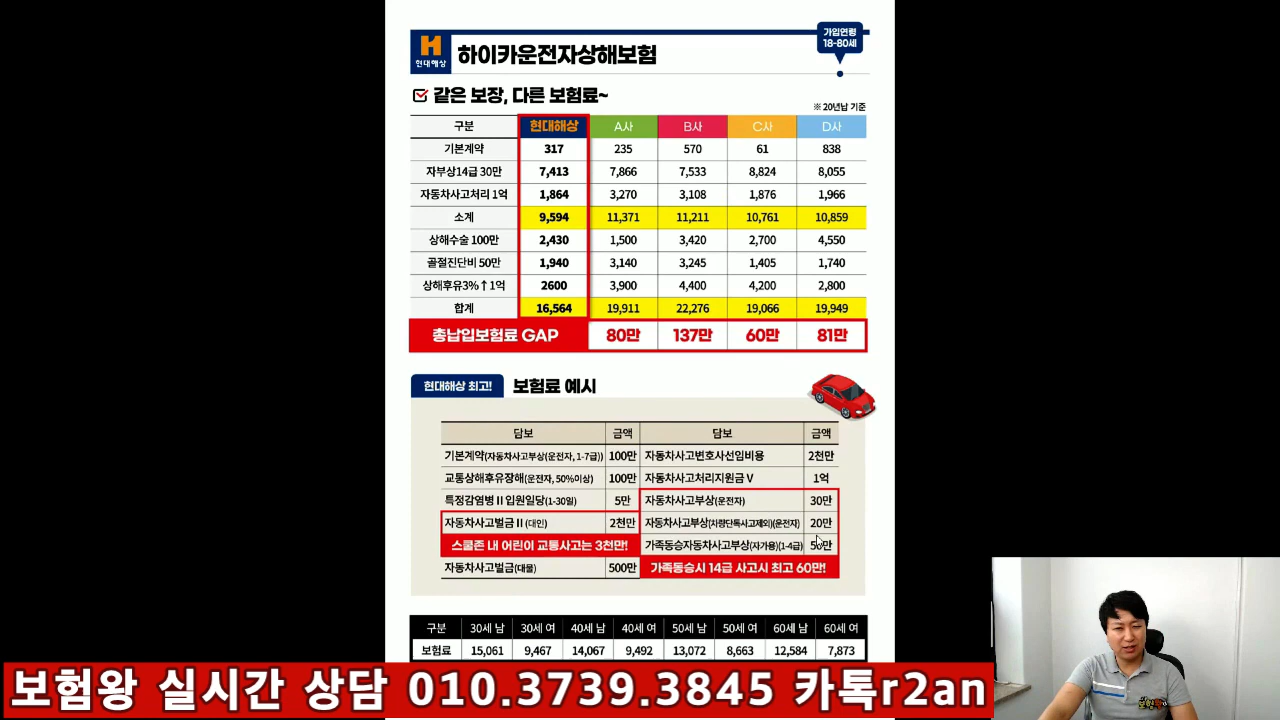 가입연령
18-80세
현대해상
하이카운전자상해보험
같은 보장, 다른 보험료~
※ 20년납 기준
구분 현대해상 A사 B사 C사 D사
기본계약 317 235 570 61 838
자부상14급 30만 7,413 7,866 7,533 8,824 8,055
자동차사고처리 1억 1,864 3,270 3,108 1,876 1,966
소계 9,594 11,371 11,211 10,761 10,859
상해수술 100만 2,430 1,500 3,420 2,700 4,550
골절진단비 50만 1,940 3,140 3,245 1,405 1,740
상해후유3%↑1억 2600 3,900 4,400 4,200 2,800
합계 16,564 19,911 22,276 19,066 19,949
총납입보험료 GAP 80만 137만 60만 81만
현대해상 최고! 보험료 예시
담보 금액 담보 금액
기본계약(자동차사고부상(운전자, 1-7급)) 100만 자동차사고변호사선임비용 2천만
교통상해후유장해(운전자, 50%이상) 100만 자동차사고처리지원금 V 1억
특정감염병 II 입원일당(1-30일) 5만 자동차사고부상(운전자) 30만
자동차사고벌금 II (대인) 2천만 자동차사고부상(차량단독사고제외)(운전자) 20만
스쿨존 내 어린이 교통사고는 3천만! 가족동승자동차사고부상(자가용)(1-4급) 50만
자동차사고벌금(대물) 500만 가족동승시 14급 사고시 최고 60만!
구분 30세 남 30세 여 40세 남 40세 여 50세 남 50세 여 60세 남 60세 여
보험료 15,061 9,467 14,067 9,492 13,072 8,663 12,584 7,873
보험왕 실시간 상담 010.3739.3845 카톡r2an